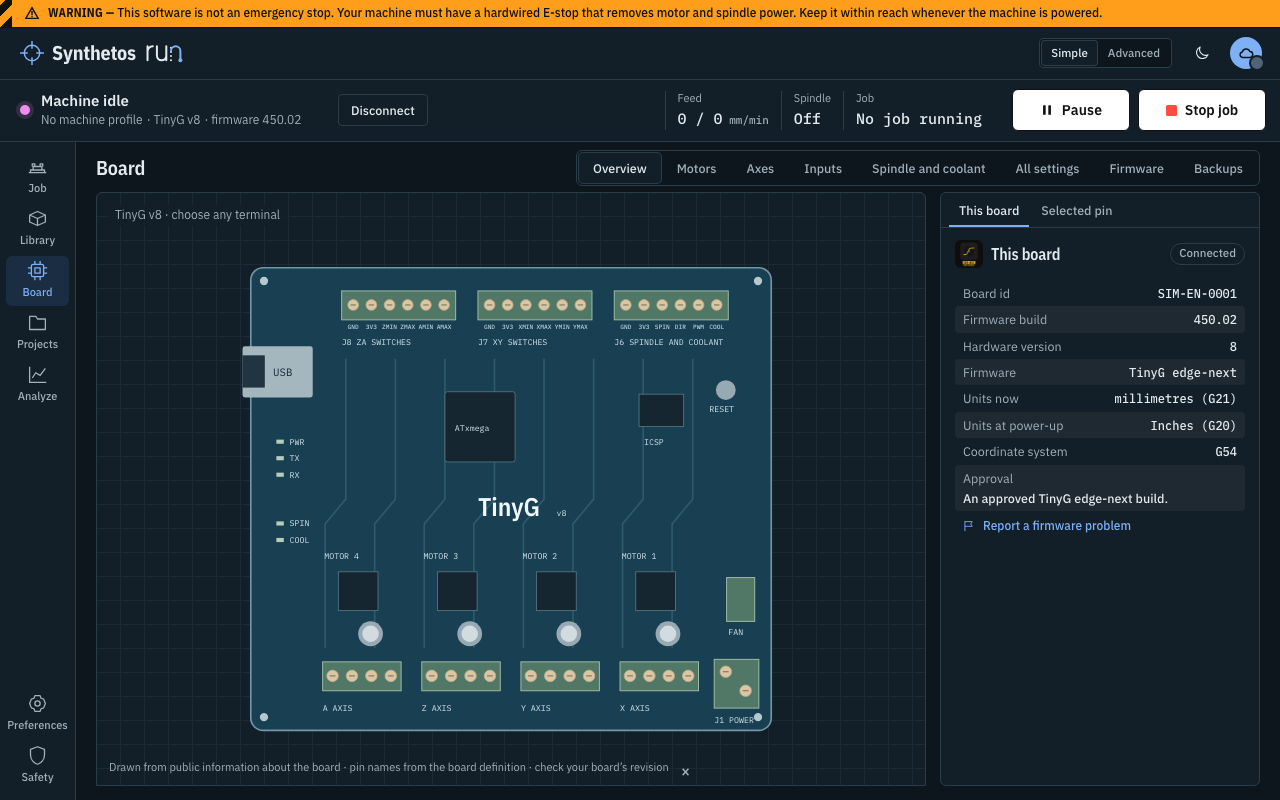 WARNING — This software is not an emergency stop. Your machine must have a hardwired E-stop that removes motor and spindle power. Keep it within reach whenever the machine is powered.
Synthetos run
Simple Advanced
Machine idle
No machine profile · TinyG v8 · firmware 450.02
Disconnect
Feed
0 / 0 mm/min
Spindle
Off
Job
No job running
Pause
Stop job
Job
Library
Board
Projects
Analyze
Preferences
Safety
Board
Overview Motors Axes Inputs Spindle and coolant All settings Firmware Backups
TinyG v8 · choose any terminal
GND 3V3 ZMIN ZMAX AMIN AMAX
J8 ZA SWITCHES
GND 3V3 XMIN XMAX YMIN YMAX
J7 XY SWITCHES
GND 3V3 SPIN DIR PWM COOL
J6 SPINDLE AND COOLANT
USB
RESET
ATxmega
ICSP
PWR
TX
RX
SPIN
COOL
TinyG v8
MOTOR 4
MOTOR 3
MOTOR 2
MOTOR 1
FAN
A AXIS
Z AXIS
Y AXIS
X AXIS
J1 POWER
Drawn from public information about the board · pin names from the board definition · check your board's revision x
This board Selected pin
This board
Connected
Board id SIM-EN-0001
Firmware build 450.02
Hardware version 8
Firmware TinyG edge-next
Units now millimetres (G21)
Units at power-up Inches (G20)
Coordinate system G54
Approval
An approved TinyG edge-next build.
Report a firmware problem